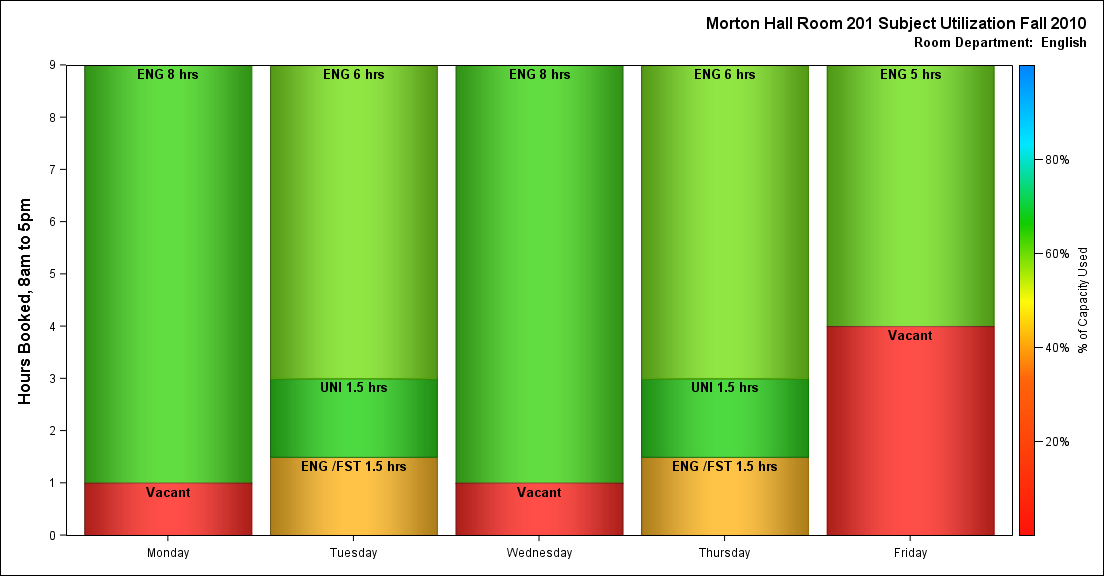 Morton Hall Room 201 Subject Utilization Fall 2010
Room Department:  English
Hours Booked, 8am to 5pm
9
8
7
6
5
4
3
2
1
0
ENG 8 hrs
Vacant
ENG 6 hrs
UNI 1.5 hrs
ENG /FST 1.5 hrs
ENG 8 hrs
Vacant
ENG 6 hrs
UNI 1.5 hrs
ENG /FST 1.5 hrs
ENG 5 hrs
Vacant
Monday
Tuesday
Wednesday
Thursday
Friday
80%
60%
40%
20%
% of Capacity Used